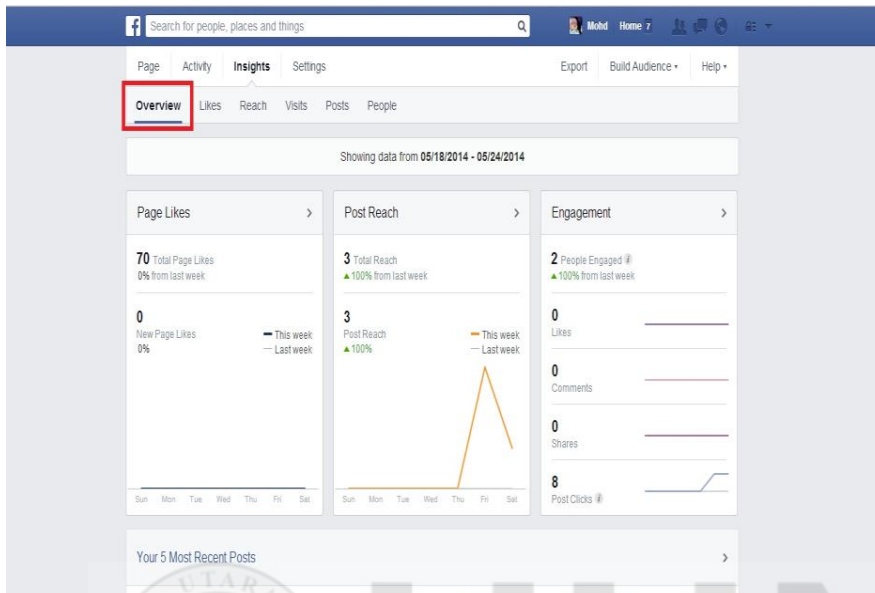 f Search for people, places and things Mohd Home 7
Page Activity Insights Settings Export Build Audience Help
Overview Likes Reach Visits Posts People
Showing data from 05/18/2014 - 05/24/2014
Page Likes
70 Total Page Likes
0% from last week
0
New Page Likes
0%
This week
Last week
Sun Mon Tue Wed Thu Fri Sat
Post Reach
3 Total Reach
100% from last week
3
Post Reach
100%
This week
Last week
Sun Mon Tue Wed Thu Fri Sat
Engagement
2 People Engaged i
100% from last week
0
Likes
0
Comments
0
Shares
8
Post Clicks i
Your 5 Most Recent Posts
UTARA